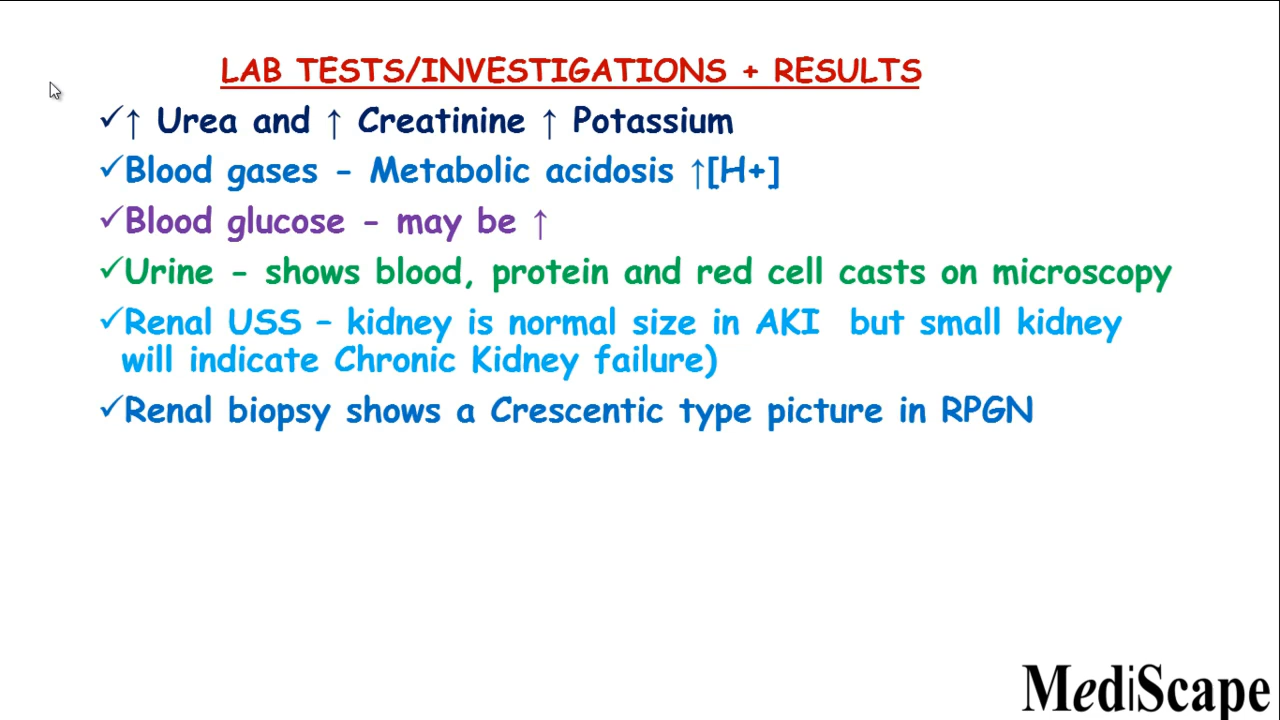 LAB TESTS/INVESTIGATIONS + RESULTS
✓↑ Urea and ↑ Creatinine ↑ Potassium
✓Blood gases – Metabolic acidosis ↑[H+]
✓Blood glucose – may be ↑
✓Urine – shows blood, protein and red cell casts on microscopy
✓Renal USS – kidney is normal size in AKI but small kidney
will indicate Chronic Kidney failure)
✓Renal biopsy shows a Crescentic type picture in RPGN
MediScape